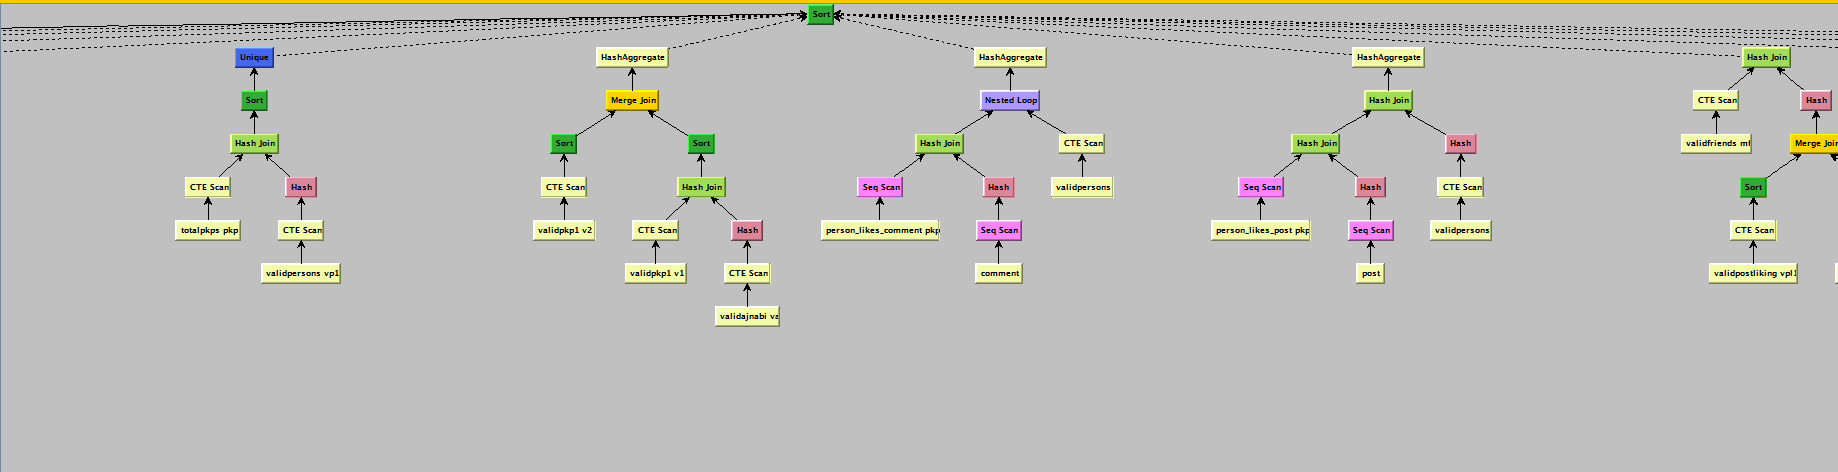 Sort
Unique
HashAggregate
HashAggregate
HashAggregate
Hash Join
Sort
Merge Join
Nested Loop
Hash Join
CTE Scan
Hash
Hash Join
Sort
Sort
Hash Join
CTE Scan
Hash Join
Hash
validfriends mf
Merge Join
CTE Scan
Hash
CTE Scan
Hash Join
Seq Scan
Hash
validpersons
Seq Scan
Hash
CTE Scan
Sort
totalpkps pkp
CTE Scan
validpkp1 v2
CTE Scan
Hash
person_likes_comment pkp
Seq Scan
person_likes_post pkp
Seq Scan
validpersons
CTE Scan
validpersons vp1
validpkp1 v1
CTE Scan
comment
post
validpostliking vpl1
validajnabi va